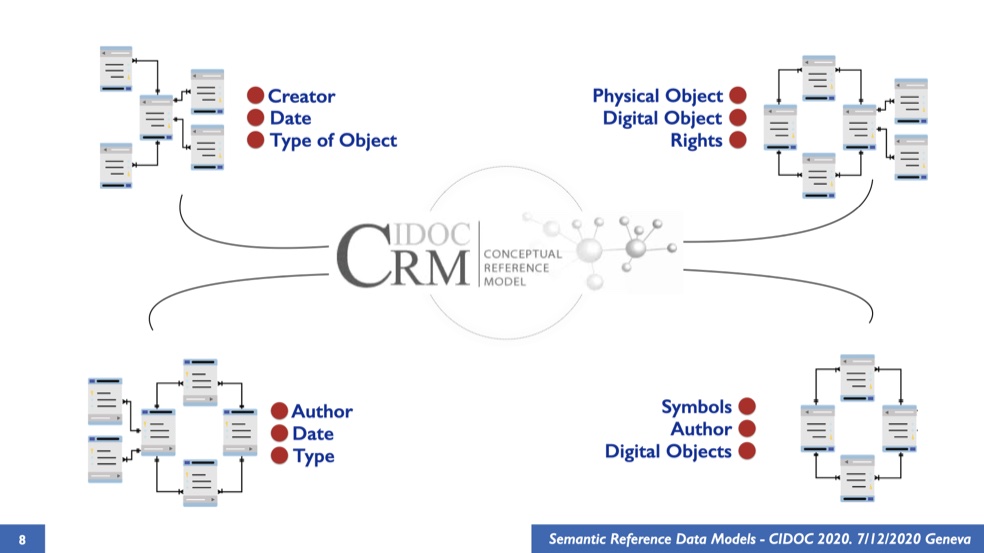 Creator
Date
Type of Object
Physical Object
Digital Object
Rights
CIDOC
CRM
CONCEPTUAL
REFERENCE
MODEL
Author
Date
Type
Symbols
Author
Digital Objects
8
Semantic Reference Data Models - CIDOC 2020. 7/12/2020 Geneva